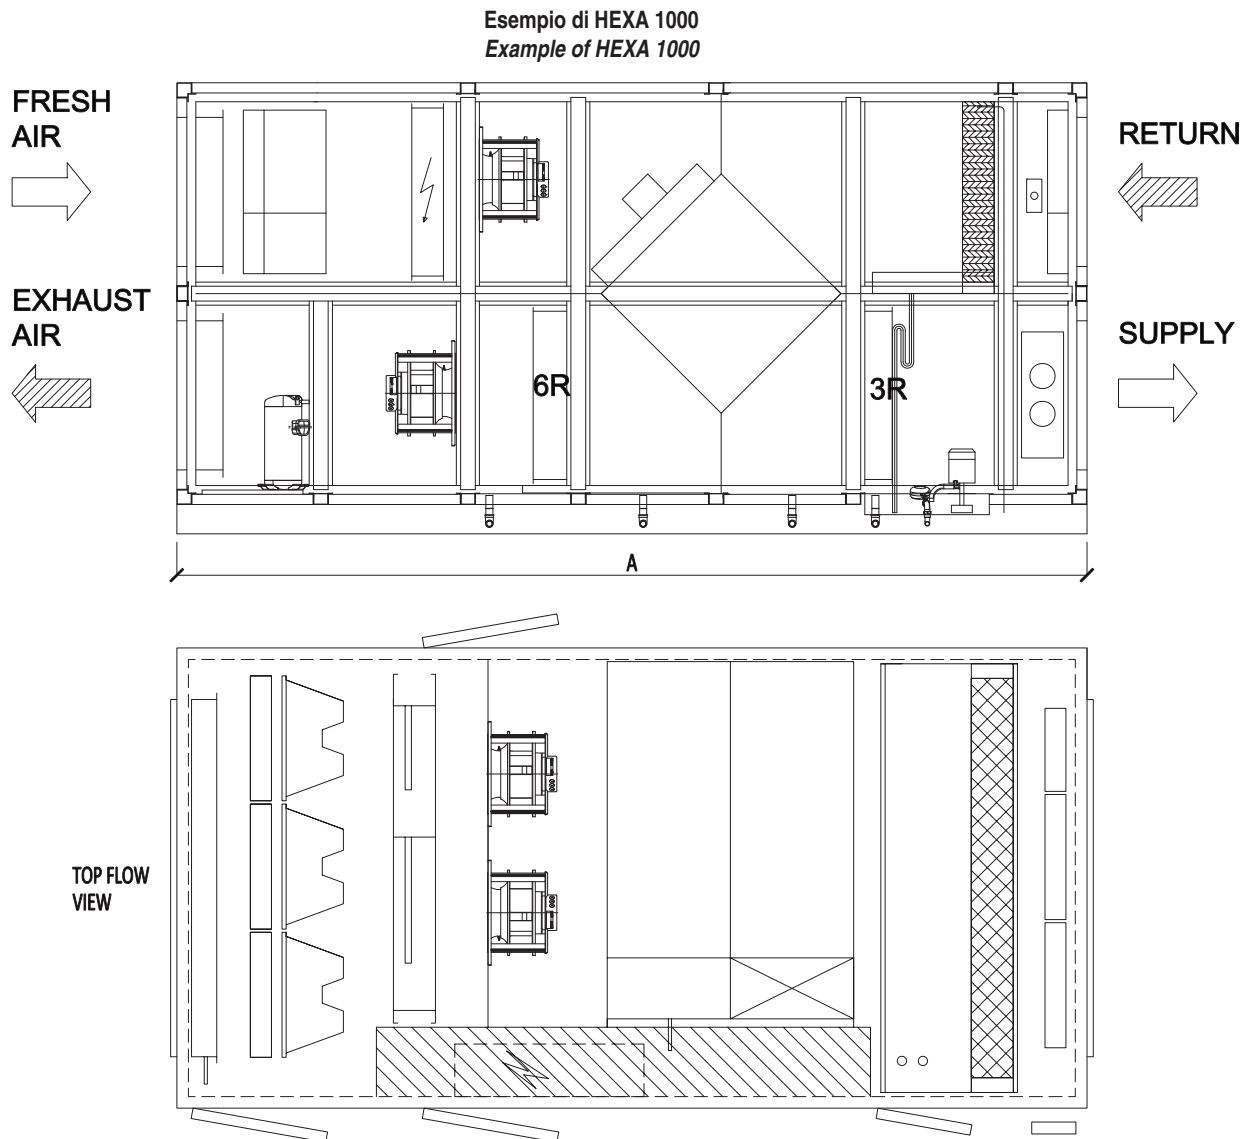 Esempio di HEXA 1000
Example of HEXA 1000
FRESH
AIR
RETURN
EXHAUST
AIR
SUPPLY
6R
3R
A
TOP FLOW
VIEW